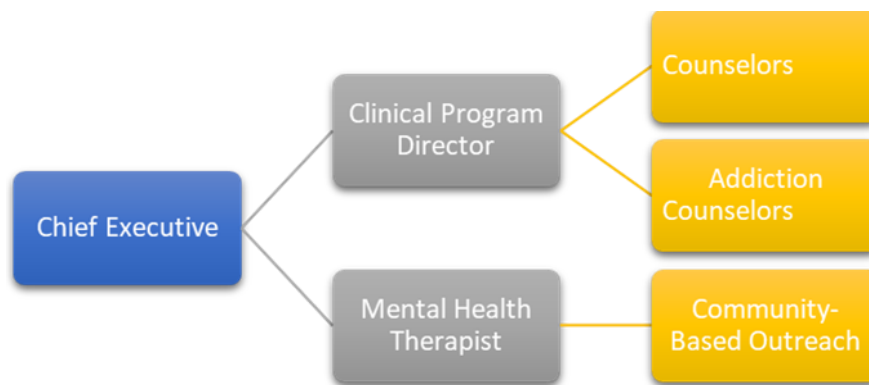 Chief Executive
Clinical Program
Director
Mental Health
Therapist
Counselors
Addiction
Counselors
Community-
Based Outreach